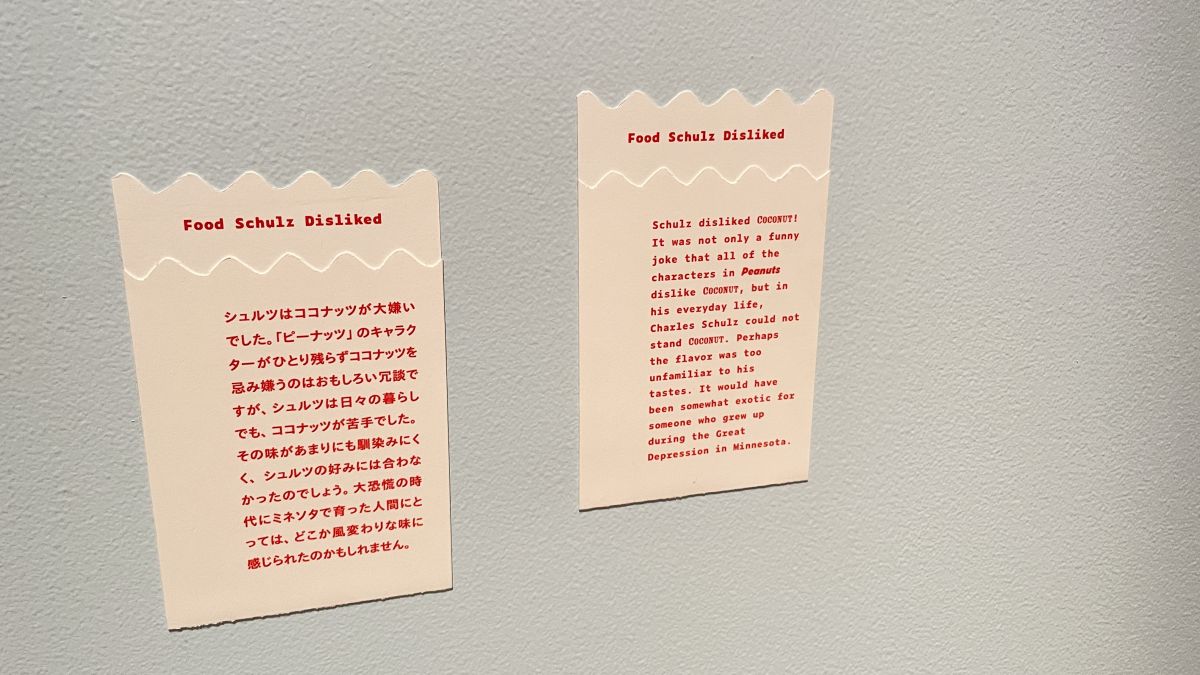 Food Schulz Disliked
シュルツはココナッツが大嫌い
でした。「ピーナッツ」のキャラク
ターがひとり残らずココナッツを
忌み嫌うのはおもしろい冗談で
すが、シュルツは日々の暮らし
でも、ココナッツが苦手でした。
その味があまりにも馴染みにく
く、シュルツの好みには合わな
かったのでしょう。大恐慌の時
代にミネソタで育った人間にと
っては、どこか風変わりな味に
感じられたのかもしれません。
Food Schulz Disliked
Schulz disliked COCONUT!
It was not only a funny
joke that all of the
characters in Peanuts
dislike COCONUT, but in
his everyday life,
Charles Schulz could not
stand COCONUT. Perhaps
the flavor was too
unfamiliar to his
tastes. It would have
been somewhat exotic for
someone who grew up
during the Great
Depression in Minnesota.